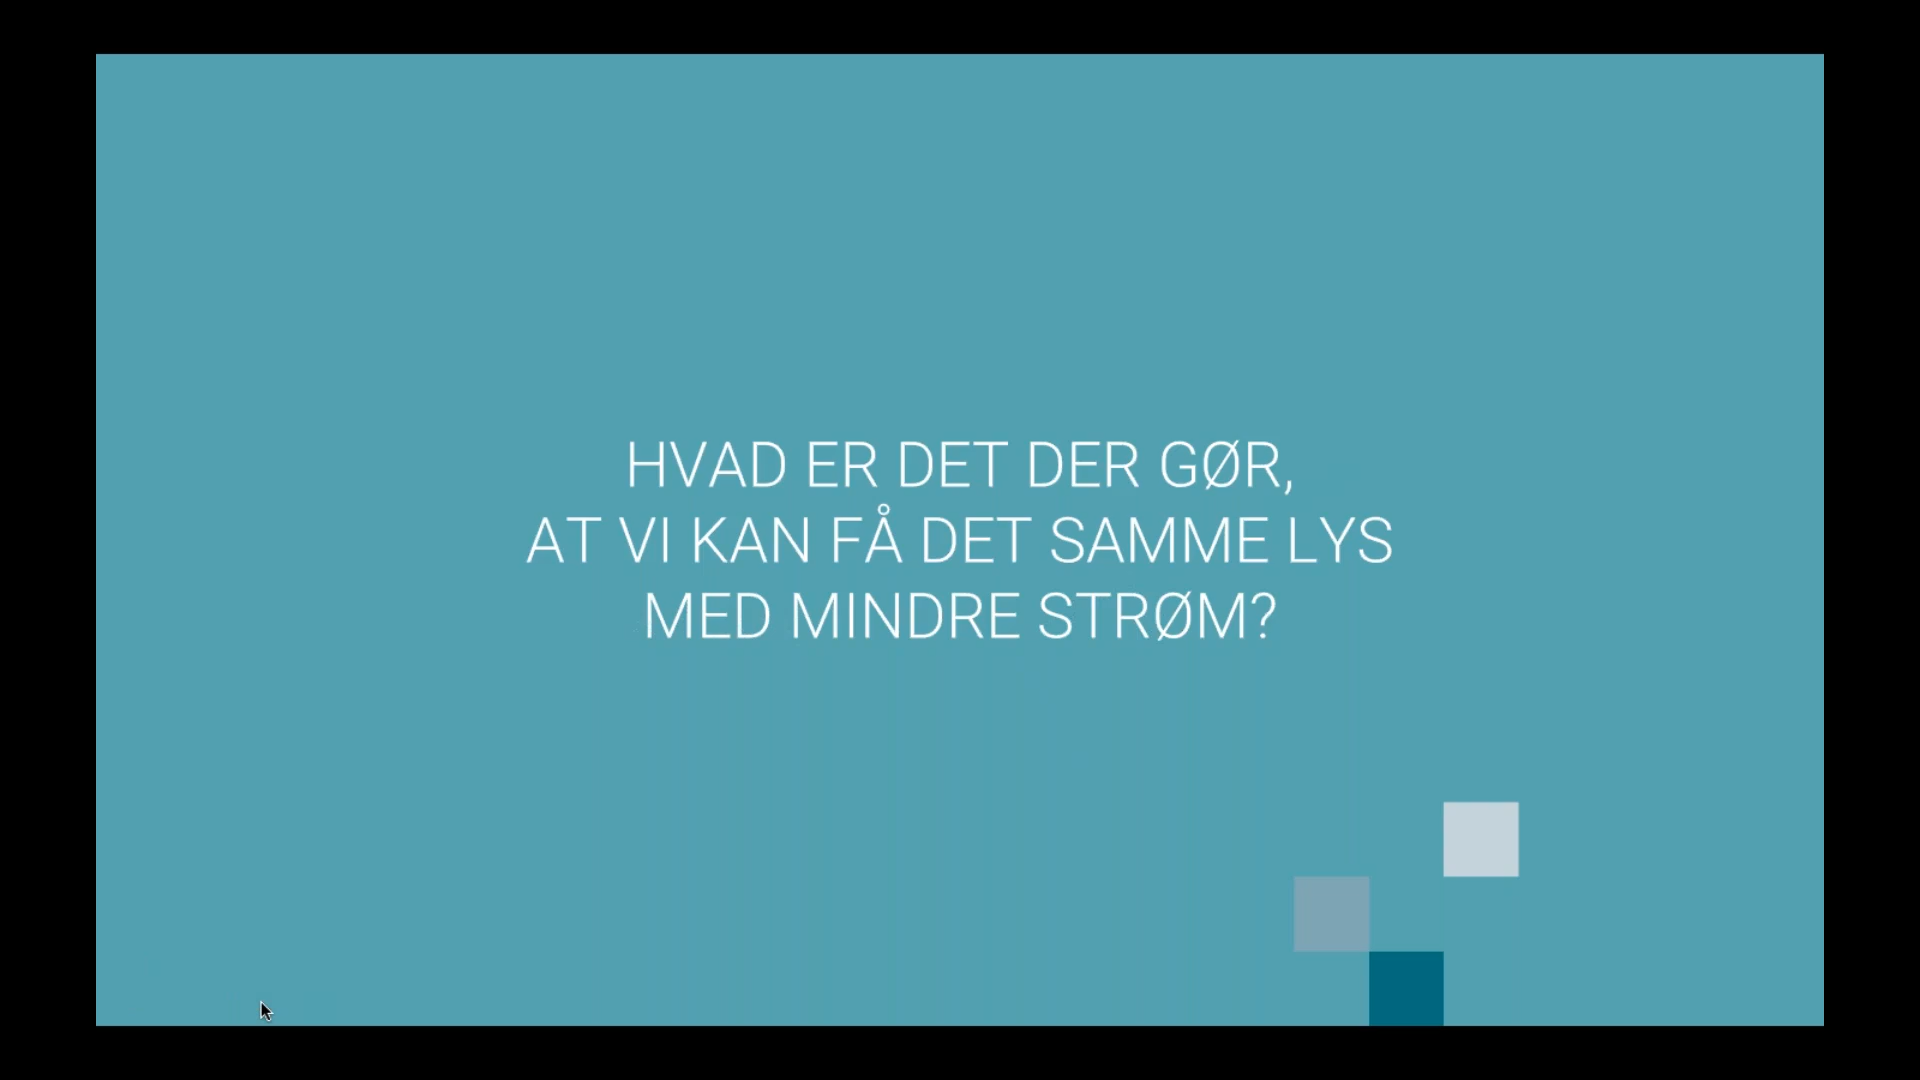 HVAD ER DET DER GØR,
AT VI KAN FÅ DET SAMME LYS
MED MINDRE STRØM?